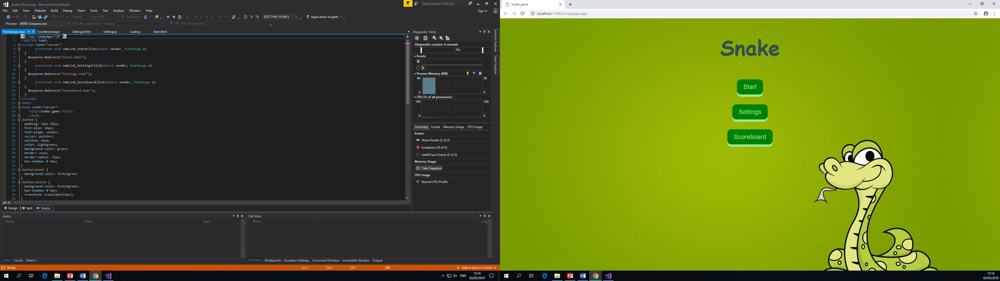 Snake2 (Running) - Microsoft Visual Studio
Quick Launch (Ctrl+Q)
File Edit View Website Build Debug Team Tools Test Analyze Window Help
Sign in
Debug Any CPU Continue DOCTYPE: HTML5 Application Insights
Process: [9680] iisexpress.exe Lifecycle Events Thread: Stack Frame:
Homepage.aspx Scoreboard.aspx Settings.html Settings.js snake.js Start.html
1 <%@ Page Language="C#" %>
2 <!DOCTYPE html>
3 <script runat="server">
4 protected void cmdLink_StartClick(object sender, EventArgs e)
5 {
6 Response.Redirect("Start.html");
7 }
8 protected void cmdLink_SettingsClick(object sender, EventArgs e)
9 {
10 Response.Redirect("Settings.html");
11 }
12 protected void cmdLink_ScoreboardClick(object sender, EventArgs e)
13 {
14 Response.Redirect("Scoreboard.aspx");
15 }
16 </script>
17 <html>
18 <head runat="server">
19 <title>Snake game</title>
20 <style>
21 .button {
22 padding: 15px 25px;
23 font-size: 24px;
24 text-align: center;
25 cursor: pointer;
26 outline: none;
27 color: lightgreen;
28 background-color: green;
29 border: none;
30 border-radius: 15px;
31 box-shadow: 0 9px;
32 }
33 .button:hover {
34 background-color: forestgreen
35 }
36 .button:active {
37 background-color: forestgreen;
38 box-shadow: 0 5px;
39 transform: translateY(4px);
40 }
100 %
Design Split Source
Diagnostic Tools
Diagnostics session: 4 seconds
10s
Events
Process Memory (MB)
96 96
0 0
CPU (% of all processors)
100 100
0 0
Summary Events Memory Usage CPU Usage
Events
Show Events (2 of 2)
Exceptions (0 of 0)
IntelliTrace Events (2 of 2)
Memory Usage
Take Snapshot
CPU Usage
Record CPU Profile
Solution Explorer
Team Explorer
Autos
Name Value Type
Autos Locals Watch 1
Call Stack
Name Lang
Call Stack Breakpoints Exception Settings Command Window Immediate Window Output
Ready Ln 1 Col 1 Ch 1 INS Add to Source Control
ENG 15:14
03/05/2019
Snake game
localhost:1186/Homepage.aspx
Snake
Start
Settings
Scoreboard
15:14
03/05/2019